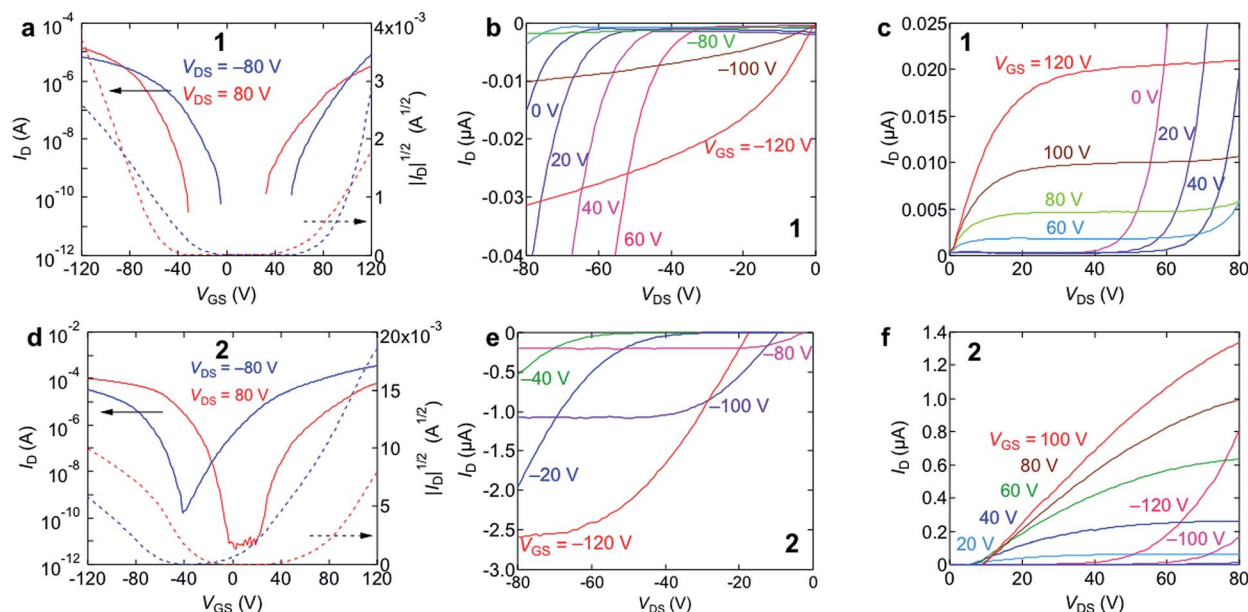 a
1
V_DS = –80 V
V_DS = 80 V
10^-4
10^-6
10^-8
10^-10
10^-12
I_D (A)
-120 -80 -40 0 40 80 120
V_GS (V)
4x10^-3
3
2
1
0
|I_D|^1/2 (A^1/2)
b
0
-0.01
-0.02
-0.03
-0.04
I_D (µA)
–80 V
–100 V
0 V
20 V
40 V
60 V
V_GS = –120 V
1
-80 -60 -40 -20 0
V_DS (V)
c
1
0.025
0.020
0.015
0.010
0.005
0
I_D (µA)
V_GS = 120 V
0 V
20 V
100 V
40 V
80 V
60 V
0 20 40 60 80
V_DS (V)
d
2
V_DS = –80 V
V_DS = 80 V
10^-2
10^-4
10^-6
10^-8
10^-10
10^-12
I_D (A)
-120 -80 -40 0 40 80 120
V_GS (V)
20x10^-3
15
10
5
0
|I_D|^1/2 (A^1/2)
e
0
-0.5
-1.0
-1.5
-2.0
-2.5
-3.0
I_D (µA)
–80 V
–40 V
–100 V
–20 V
V_GS = –120 V
2
-80 -60 -40 -20 0
V_DS (V)
f
2
1.4
1.2
1.0
0.8
0.6
0.4
0.2
0
I_D (µA)
V_GS = 100 V
80 V
60 V
40 V
20 V
–120 V
–100 V
0 20 40 60 80
V_DS (V)